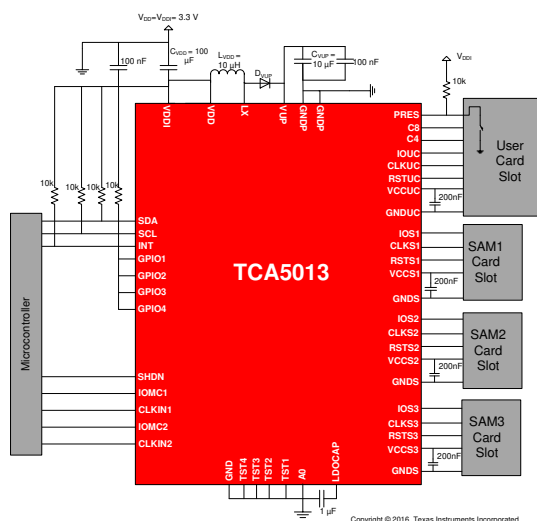 VDD=VDDI= 3.3 V
100 nF
CVDD = 100 µF
LVDD = 10 µH
DVUP
CVUP = 10 µF
100 nF
VDDI
10k
VDDI
VDD
LX
VUP
GNDP
GNDP
PRES
C8
C4
IOUC
CLKUC
RSTUC
VCCUC
GNDUC
200nF
User Card Slot
10k
10k
10k
10k
SDA
SCL
INT
GPIO1
GPIO2
GPIO3
GPIO4
TCA5013
IOS1
CLKS1
RSTS1
VCCS1
GNDS
200nF
SAM1 Card Slot
IOS2
CLKS2
RSTS2
VCCS2
GNDS
200nF
SAM2 Card Slot
Microcontroller
SHDN
IOMC1
CLKIN1
IOMC2
CLKIN2
IOS3
CLKS3
RSTS3
VCCS3
GNDS
200nF
SAM3 Card Slot
GND
TST4
TST3
TST2
TST1
A0
LDOCAP
1 µF
Copyright © 2016, Texas Instruments Incorporated